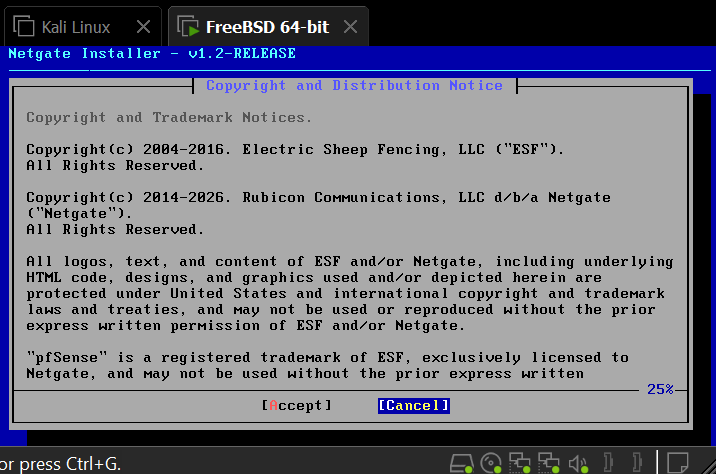 Kali Linux
FreeBSD 64-bit
Netgate Installer - v1.2-RELEASE
Copyright and Distribution Notice
Copyright and Trademark Notices.
Copyright(c) 2004-2016. Electric Sheep Fencing, LLC ("ESF").
All Rights Reserved.
Copyright(c) 2014-2026. Rubicon Communications, LLC d/b/a Netgate
("Netgate").
All Rights Reserved.
All logos, text, and content of ESF and/or Netgate, including underlying
HTML code, designs, and graphics used and/or depicted herein are
protected under United States and international copyright and trademark
laws and treaties, and may not be used or reproduced without the prior
express written permission of ESF and/or Netgate.
"pfSense" is a registered trademark of ESF, exclusively licensed to
Netgate, and may not be used without the prior express written
25%
[Accept] [Cancel]
or press Ctrl+G.